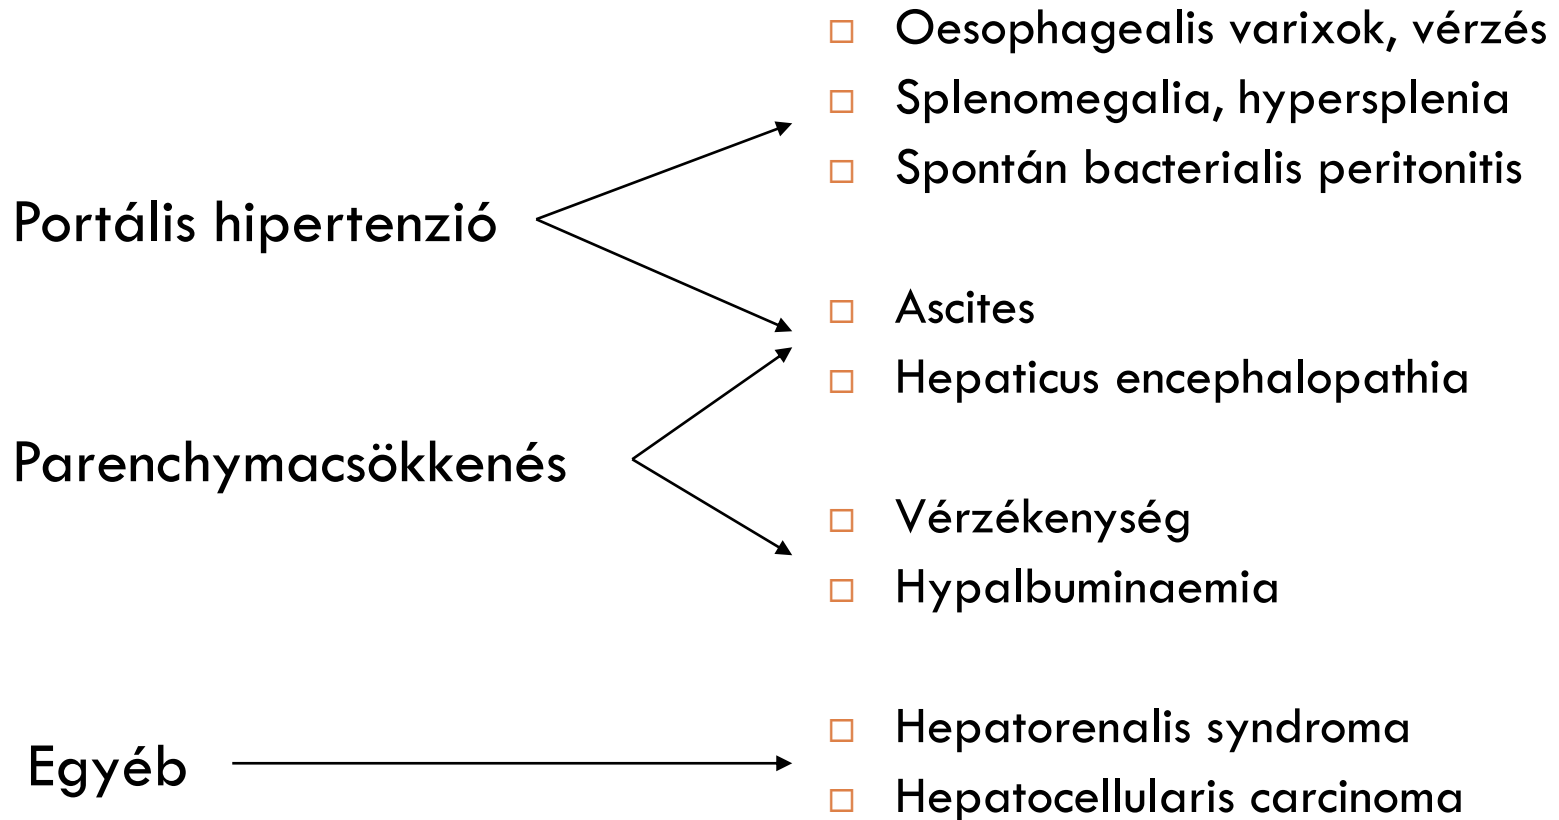 Oesophagealis varixok, vérzés
Splenomegalia, hypersplenia
Spontán bacterialis peritonitis
Portális hipertenzió
Ascites
Hepaticus encephalopathia
Parenchymacsökkenés
Vérzékenység
Hypalbuminaemia
Hepatorenalis syndroma
Egyéb
Hepatocellularis carcinoma